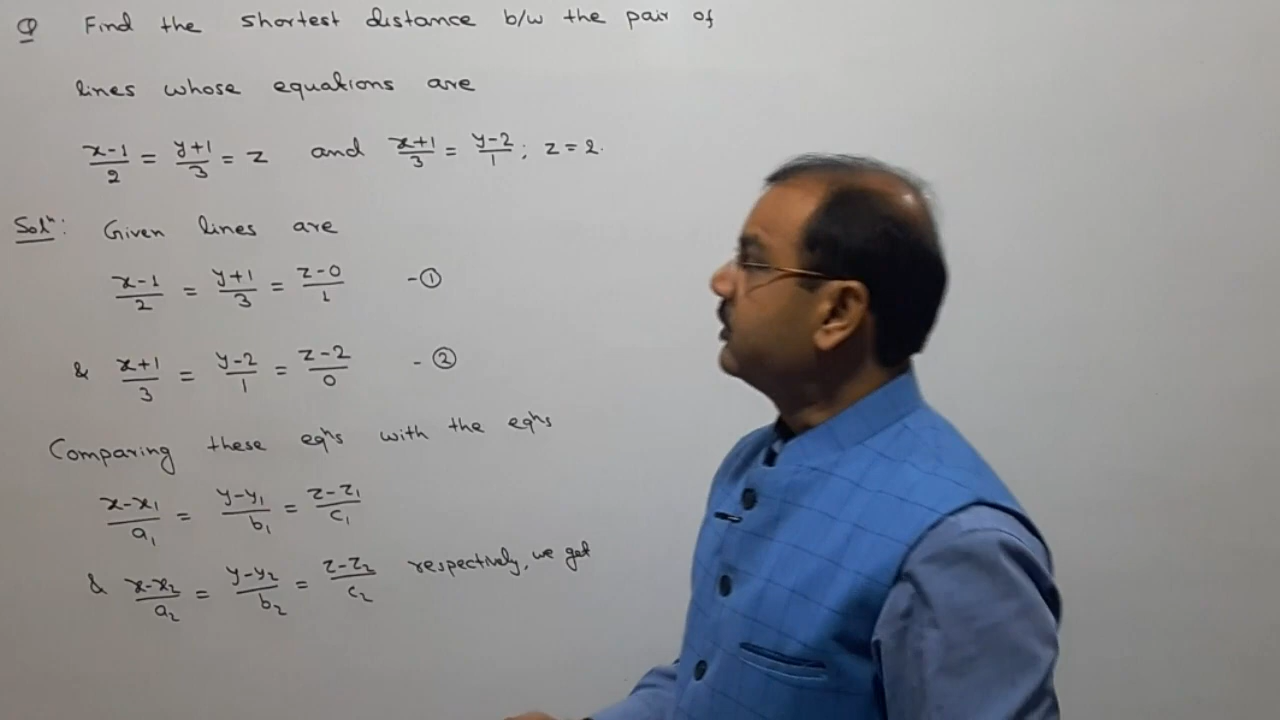 Q Find the shortest distance b/w the pair of
lines whose equations are
(x-1)/2 = (y+1)/3 = z and (x+1)/3 = (y-2)/1 ; z = 2.
Solⁿ: Given lines are
(x-1)/2 = (y+1)/3 = (z-0)/1 -①
& (x+1)/3 = (y-2)/1 = (z-2)/0 -②
Comparing these eqⁿs with the eqⁿs
(x-x₁)/a₁ = (y-y₁)/b₁ = (z-z₁)/c₁
& (x-x₂)/a₂ = (y-y₂)/b₂ = (z-z₂)/c₂ respectively, we get